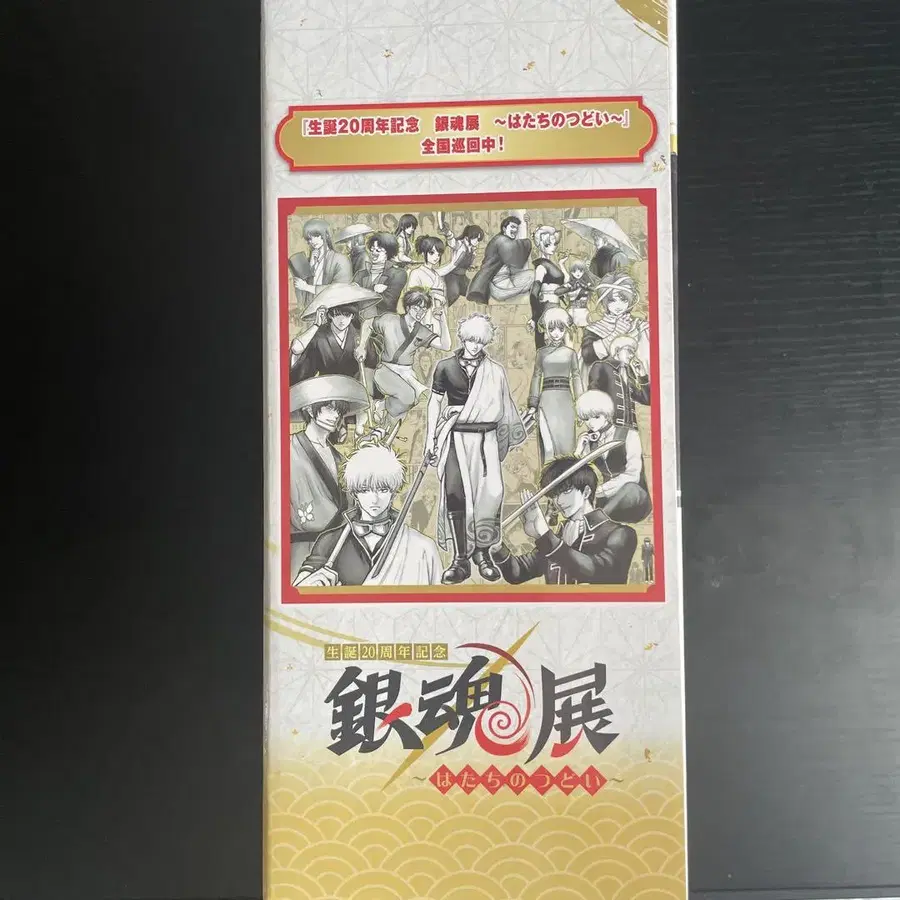 『生誕20周年記念　銀魂展　～はたちのつどい～』
全国巡回中！
生誕20周年記念
銀魂展
～はたちのつどい～